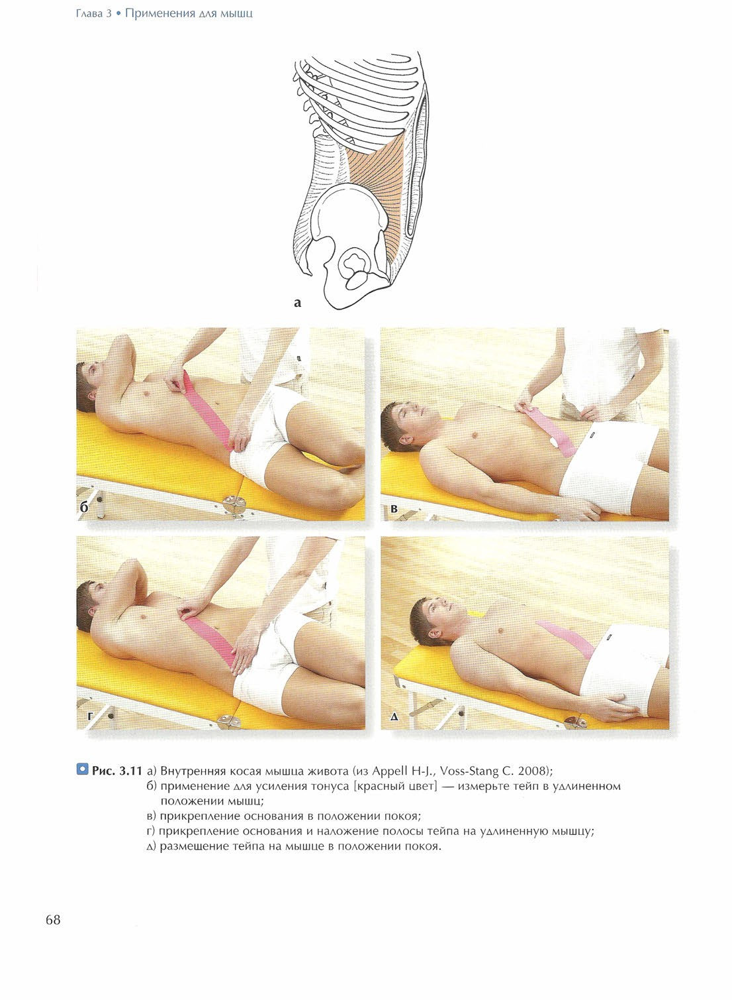 Глава 3 • Применения для мышц
а
б
в
г
д
Рис. 3.11 а) Внутренняя косая мышца живота (из Appell H-J., Voss-Stang C. 2008);
б) применение для усиления тонуса [красный цвет] — измерьте тейп в удлиненном
положении мышц;
в) прикрепление основания в положении покоя;
г) прикрепление основания и наложение полосы тейпа на удлиненную мышцу;
д) размещение тейпа на мышце в положении покоя.
68